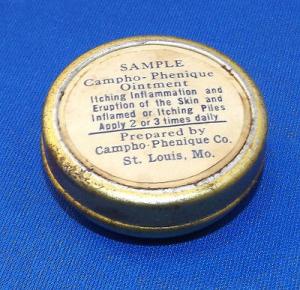 SAMPLE
Campho-Phenique
Ointment
Itching Inflammation and
Eruption of the Skin and
Inflamed or Itching Piles
Apply 2 or 3 times daily
Prepared by
Campho-Phenique Co.
St. Louis, Mo.